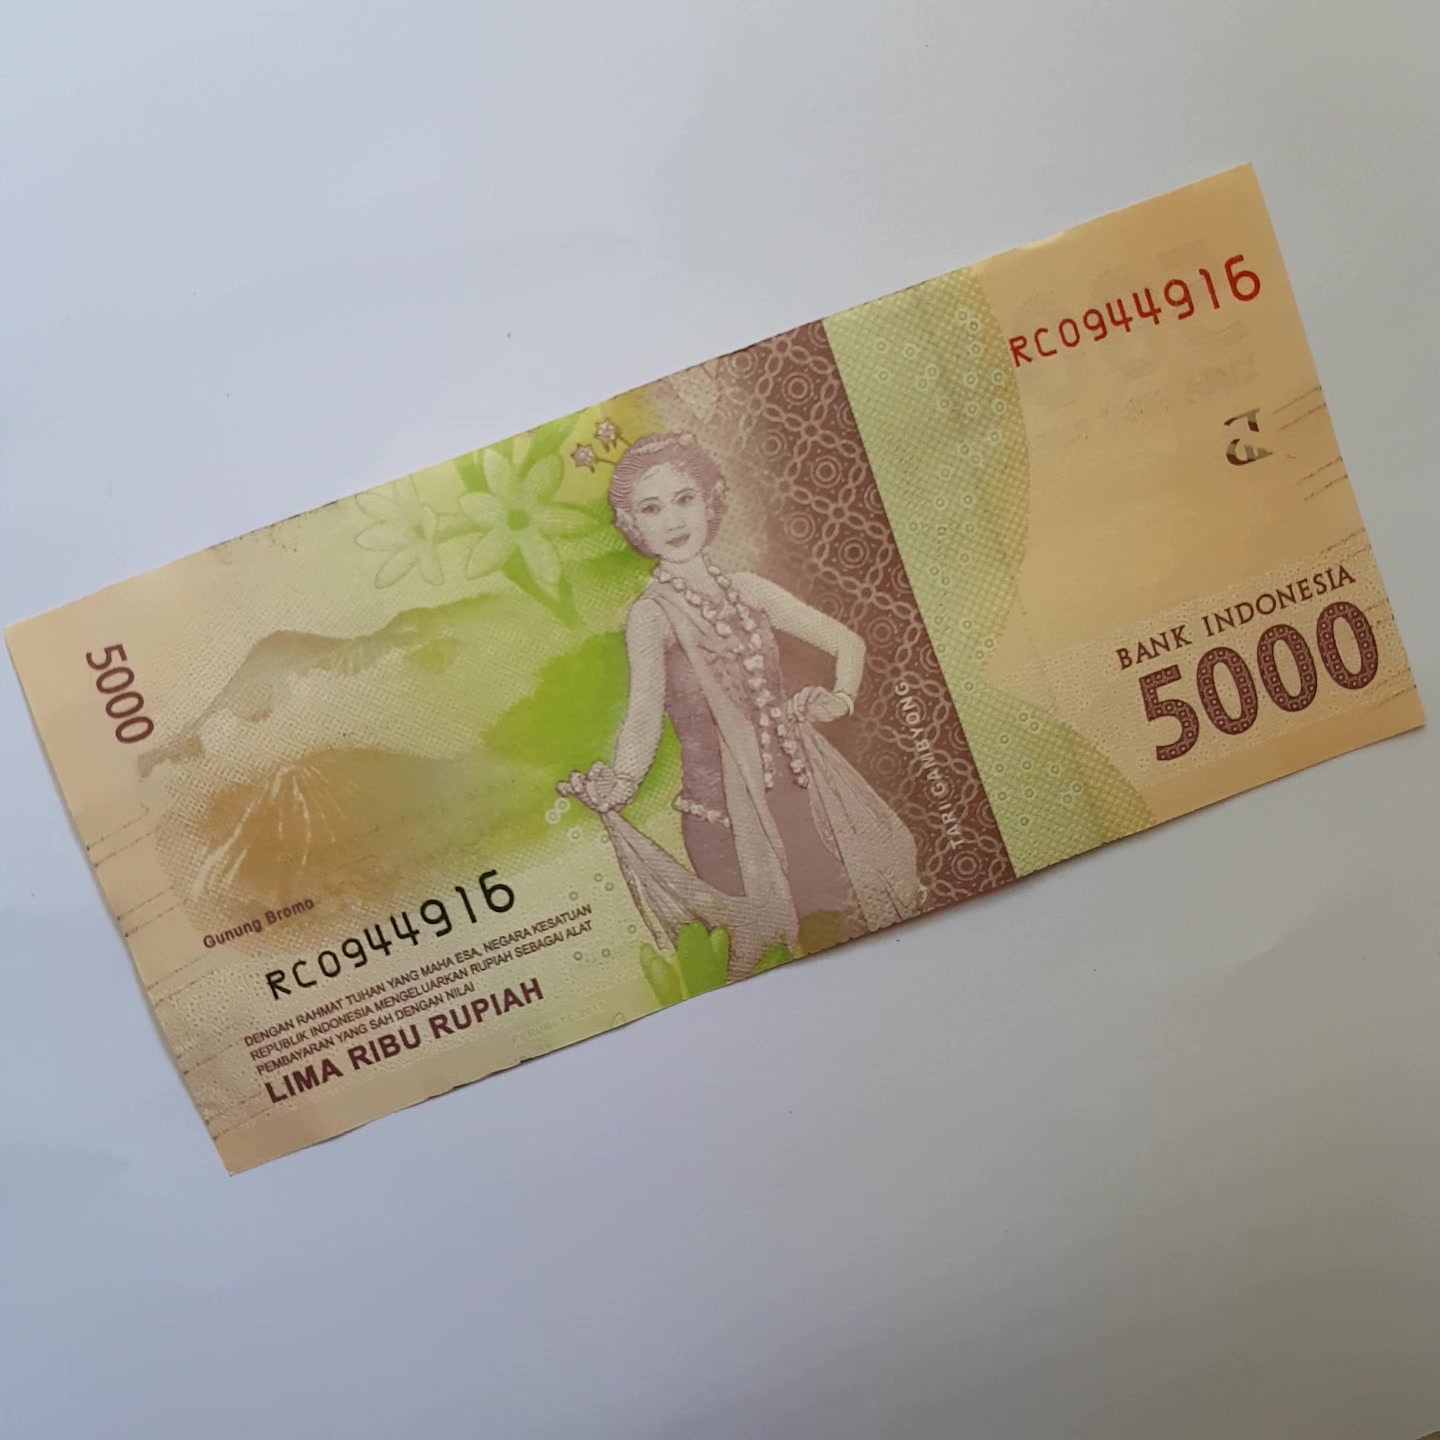 RC0944916
5000
Gunung Bromo
RC0944916
DENGAN RAHMAT TUHAN YANG MAHA ESA, NEGARA KESATUAN
REPUBLIK INDONESIA MENGELUARKAN RUPIAH SEBAGAI ALAT
PEMBAYARAN YANG SAH DENGAN NILAI
LIMA RIBU RUPIAH
TARI GAMBYONG
BANK INDONESIA
5000